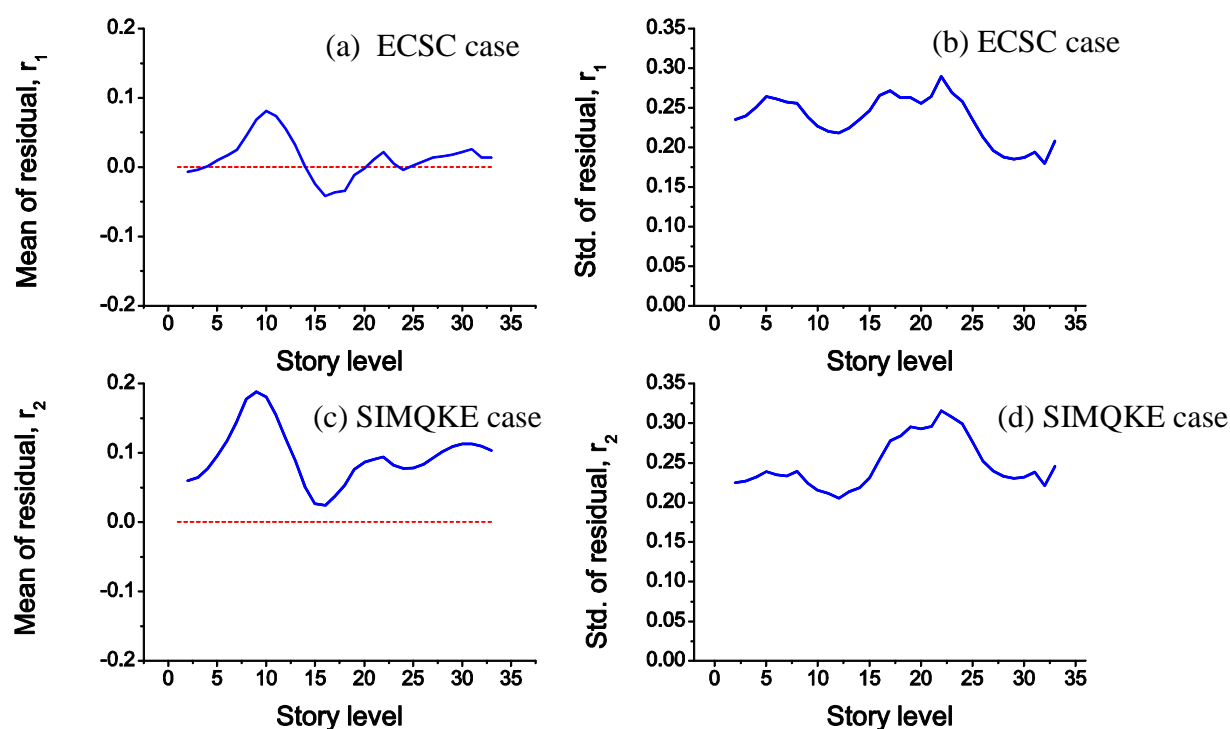 (a) ECSC case
Mean of residual, r1
0.2
0.1
0.0
-0.1
-0.2
0 5 10 15 20 25 30 35
Story level
(b) ECSC case
Std. of residual, r1
0.35
0.30
0.25
0.20
0.15
0.10
0.05
0.00
0 5 10 15 20 25 30 35
Story level
(c) SIMQKE case
Mean of residual, r2
0.2
0.1
0.0
-0.1
-0.2
0 5 10 15 20 25 30 35
Story level
(d) SIMQKE case
Std. of residual, r2
0.35
0.30
0.25
0.20
0.15
0.10
0.05
0.00
0 5 10 15 20 25 30 35
Story level